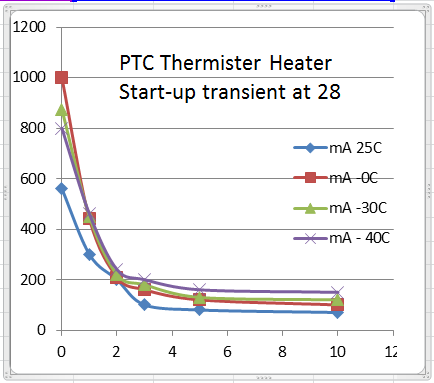 1200
PTC Thermister Heater
1000
Start-up transient at 28
800
mA 25C
600
mA -0C
mA -30C
400
mA - 40C
200
0
0 2 4 6 8 10 12